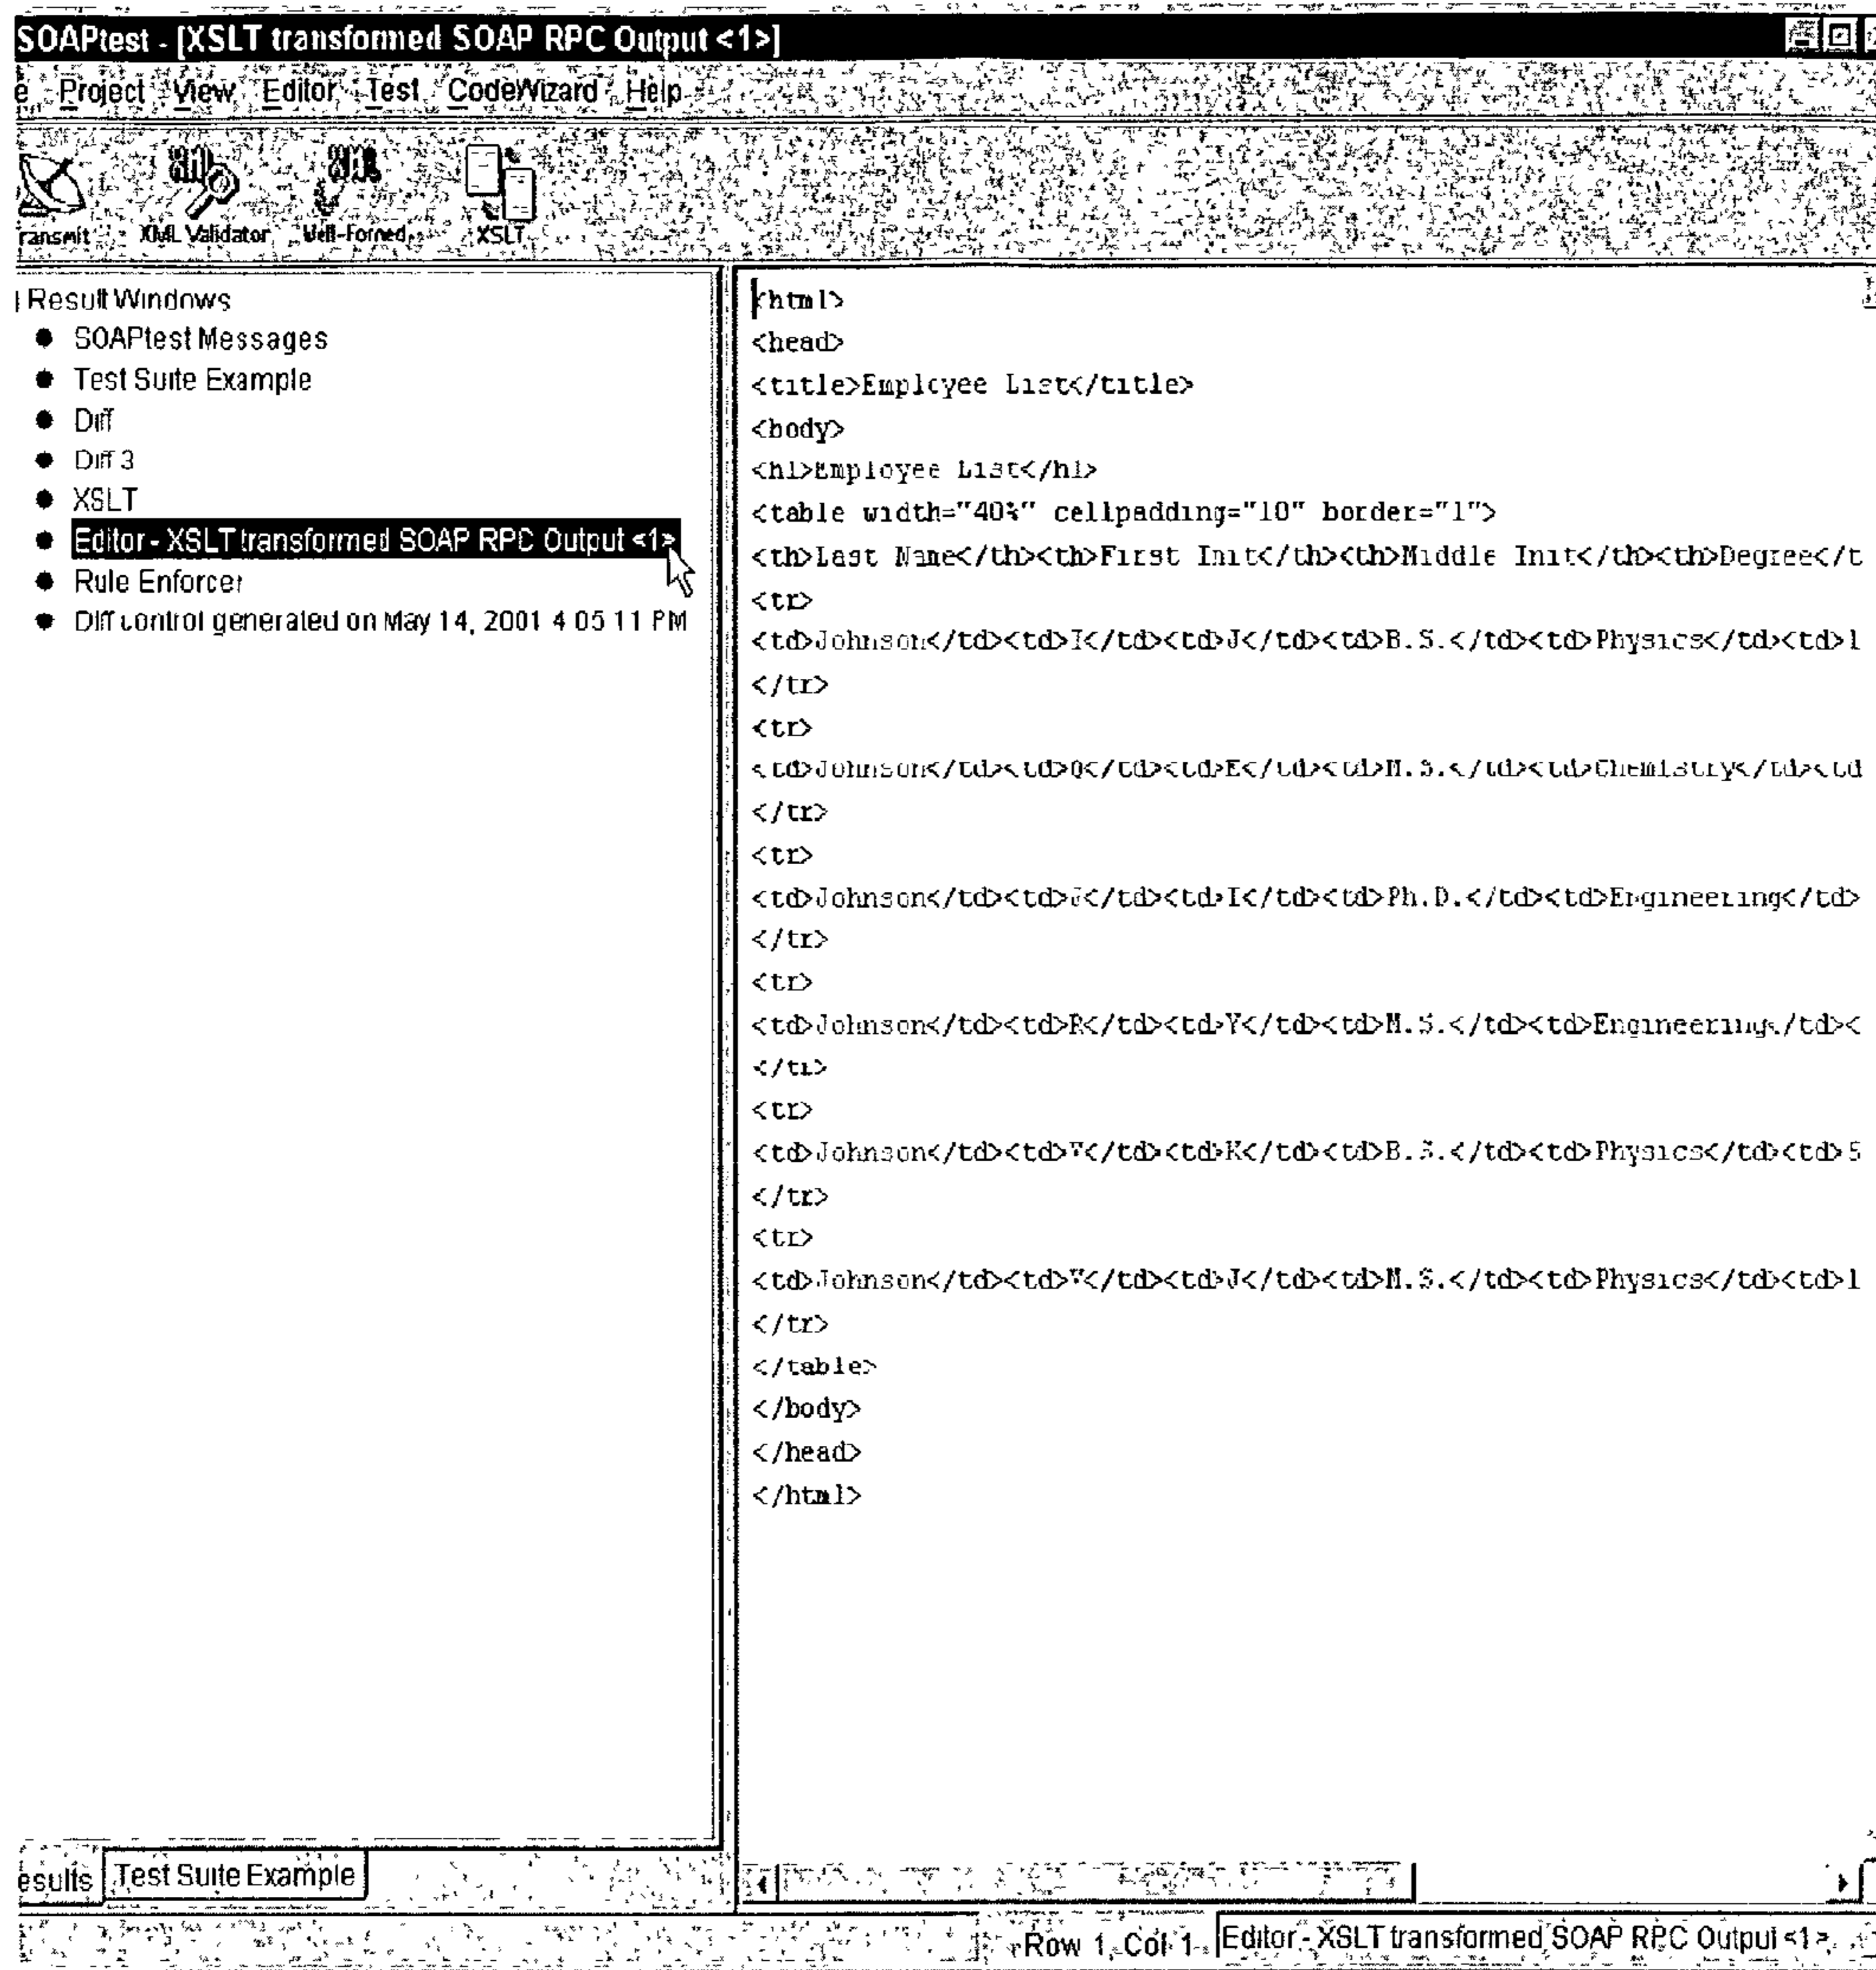 SOAPtest - [XSLT transformed SOAP RPC Output <1>]
e Project View Editor Test CodeWizard Help
ransmit XML Validator Well-Formed XSLT
Result Windows
SOAPtest Messages
Test Suite Example
Diff
Diff 3
XSLT
Editor - XSLT transformed SOAP RPC Output <1>
Rule Enforcer
Diff control generated on May 14, 2001 4 05 11 PM
<html>
<head>
<title>Employee List</title>
<body>
<h1>Employee List</h1>
<table width="40%" cellpadding="10" border="1">
<th>Last Name</th><th>First Init</th><th>Middle Init</th><th>Degree</t
<tr>
<td>Johnson</td><td>I</td><td>J</td><td>B.S.</td><td>Physics</td><td>1
</tr>
<tr>
<td>Johnson</td><td>Q</td><td>E</td><td>M.S.</td><td>Chemistry</td><td
</tr>
<tr>
<td>Johnson</td><td></td><td>I</td><td>Ph.D.</td><td>Engineering</td>
</tr>
<tr>
<td>Johnson</td><td>R</td><td>Y</td><td>M.S.</td><td>Engineering</td><
</tr>
<tr>
<td>Johnson</td><td></td><td>K</td><td>B.S.</td><td>Physics</td><td>5
</tr>
<tr>
<td>Johnson</td><td></td><td>J</td><td>M.S.</td><td>Physics</td><td>1
</tr>
</table>
</body>
</head>
</html>
esults Test Suite Example
Row 1, Col 1 Editor - XSLT transformed SOAP RPC Output <1>